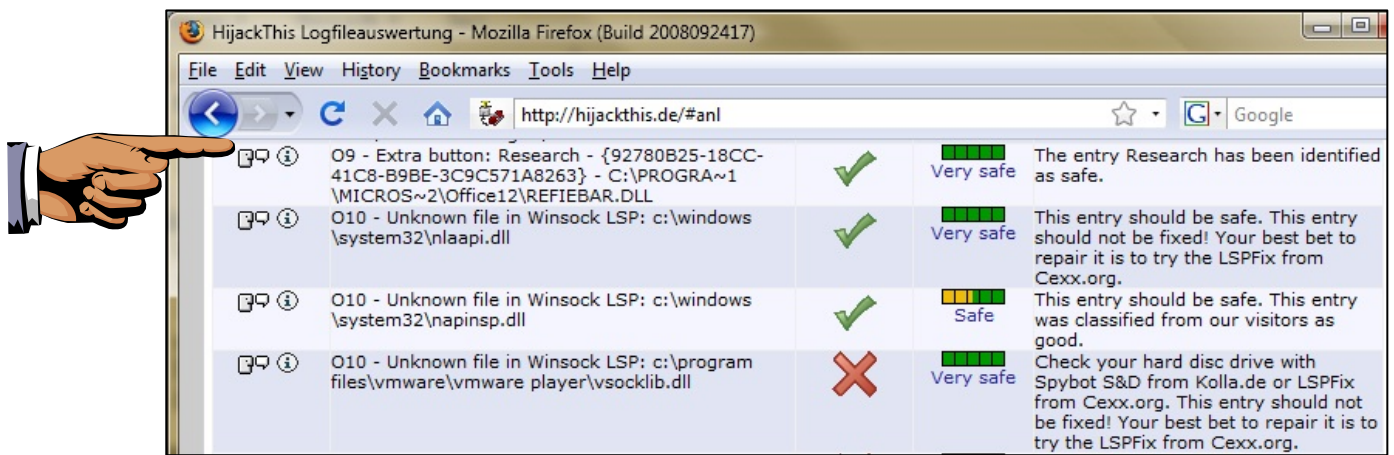 HijackThis Logfileauswertung - Mozilla Firefox (Build 2008092417)
File Edit View History Bookmarks Tools Help
http://hijackthis.de/#anl
G Google
O9 - Extra button: Research - {92780B25-18CC-
41C8-B9BE-3C9C571A8263} - C:\PROGRA~1
\MICROS~2\Office12\REFIEBAR.DLL
Very safe
The entry Research has been identified
as safe.
O10 - Unknown file in Winsock LSP: c:\windows
\system32\nlaapi.dll
Very safe
This entry should be safe. This entry
should not be fixed! Your best bet to
repair it is to try the LSPFix from
Cexx.org.
O10 - Unknown file in Winsock LSP: c:\windows
\system32\napinsp.dll
Safe
This entry should be safe. This entry
was classified from our visitors as
good.
O10 - Unknown file in Winsock LSP: c:\program
files\vmware\vmware player\vsocklib.dll
Very safe
Check your hard disc drive with
Spybot S&D from Kolla.de or LSPFix
from Cexx.org. This entry should not
be fixed! Your best bet to repair it is to
try the LSPFix from Cexx.org.